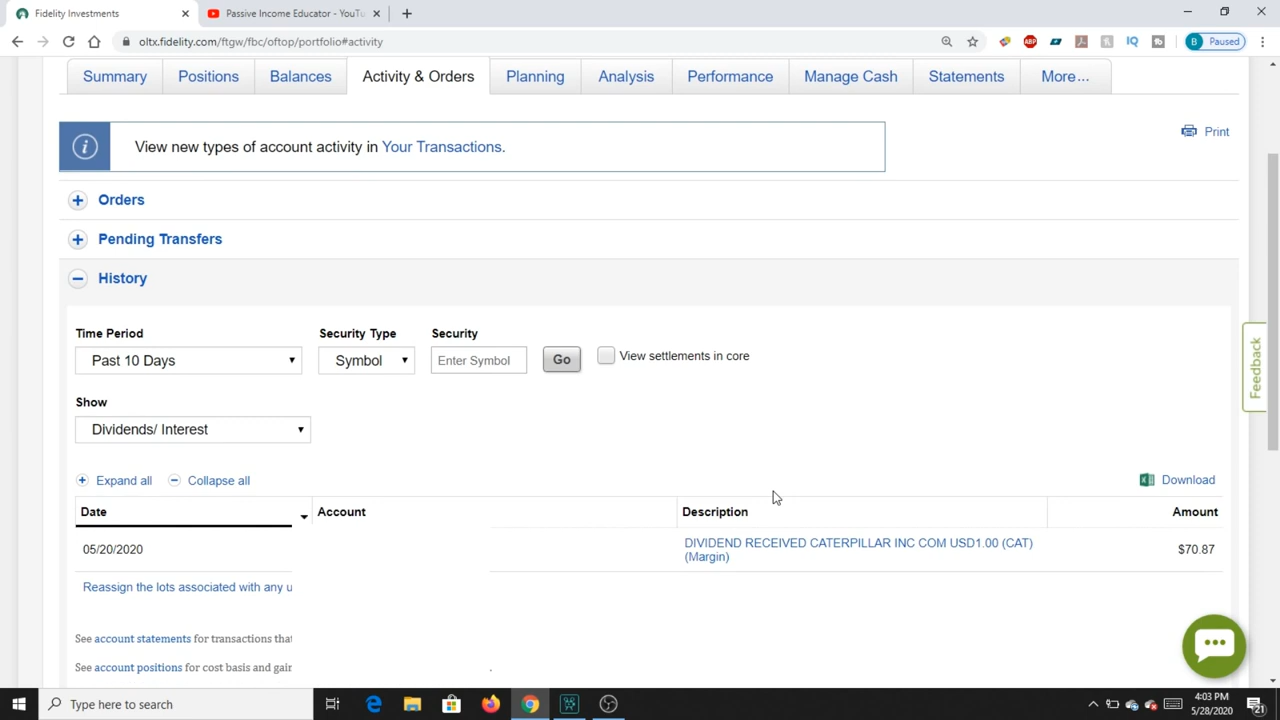 Fidelity Investments
Passive Income Educator - YouTu
oltx.fidelity.com/ftgw/fbc/oftop/portfolio#activity
ABP
IQ
B Paused
Summary Positions Balances Activity & Orders Planning Analysis Performance Manage Cash Statements More...
View new types of account activity in Your Transactions.
Print
Orders
Pending Transfers
History
Time Period Security Type Security
Past 10 Days Symbol Enter Symbol Go View settlements in core
Show
Dividends/ Interest
Feedback
Expand all Collapse all Download
Date Account Description Amount
05/20/2020 DIVIDEND RECEIVED CATERPILLAR INC COM USD1.00 (CAT) $70.87
(Margin)
Reassign the lots associated with any u
See account statements for transactions that
See account positions for cost basis and gain
Type here to search
4:03 PM
5/28/2020
21